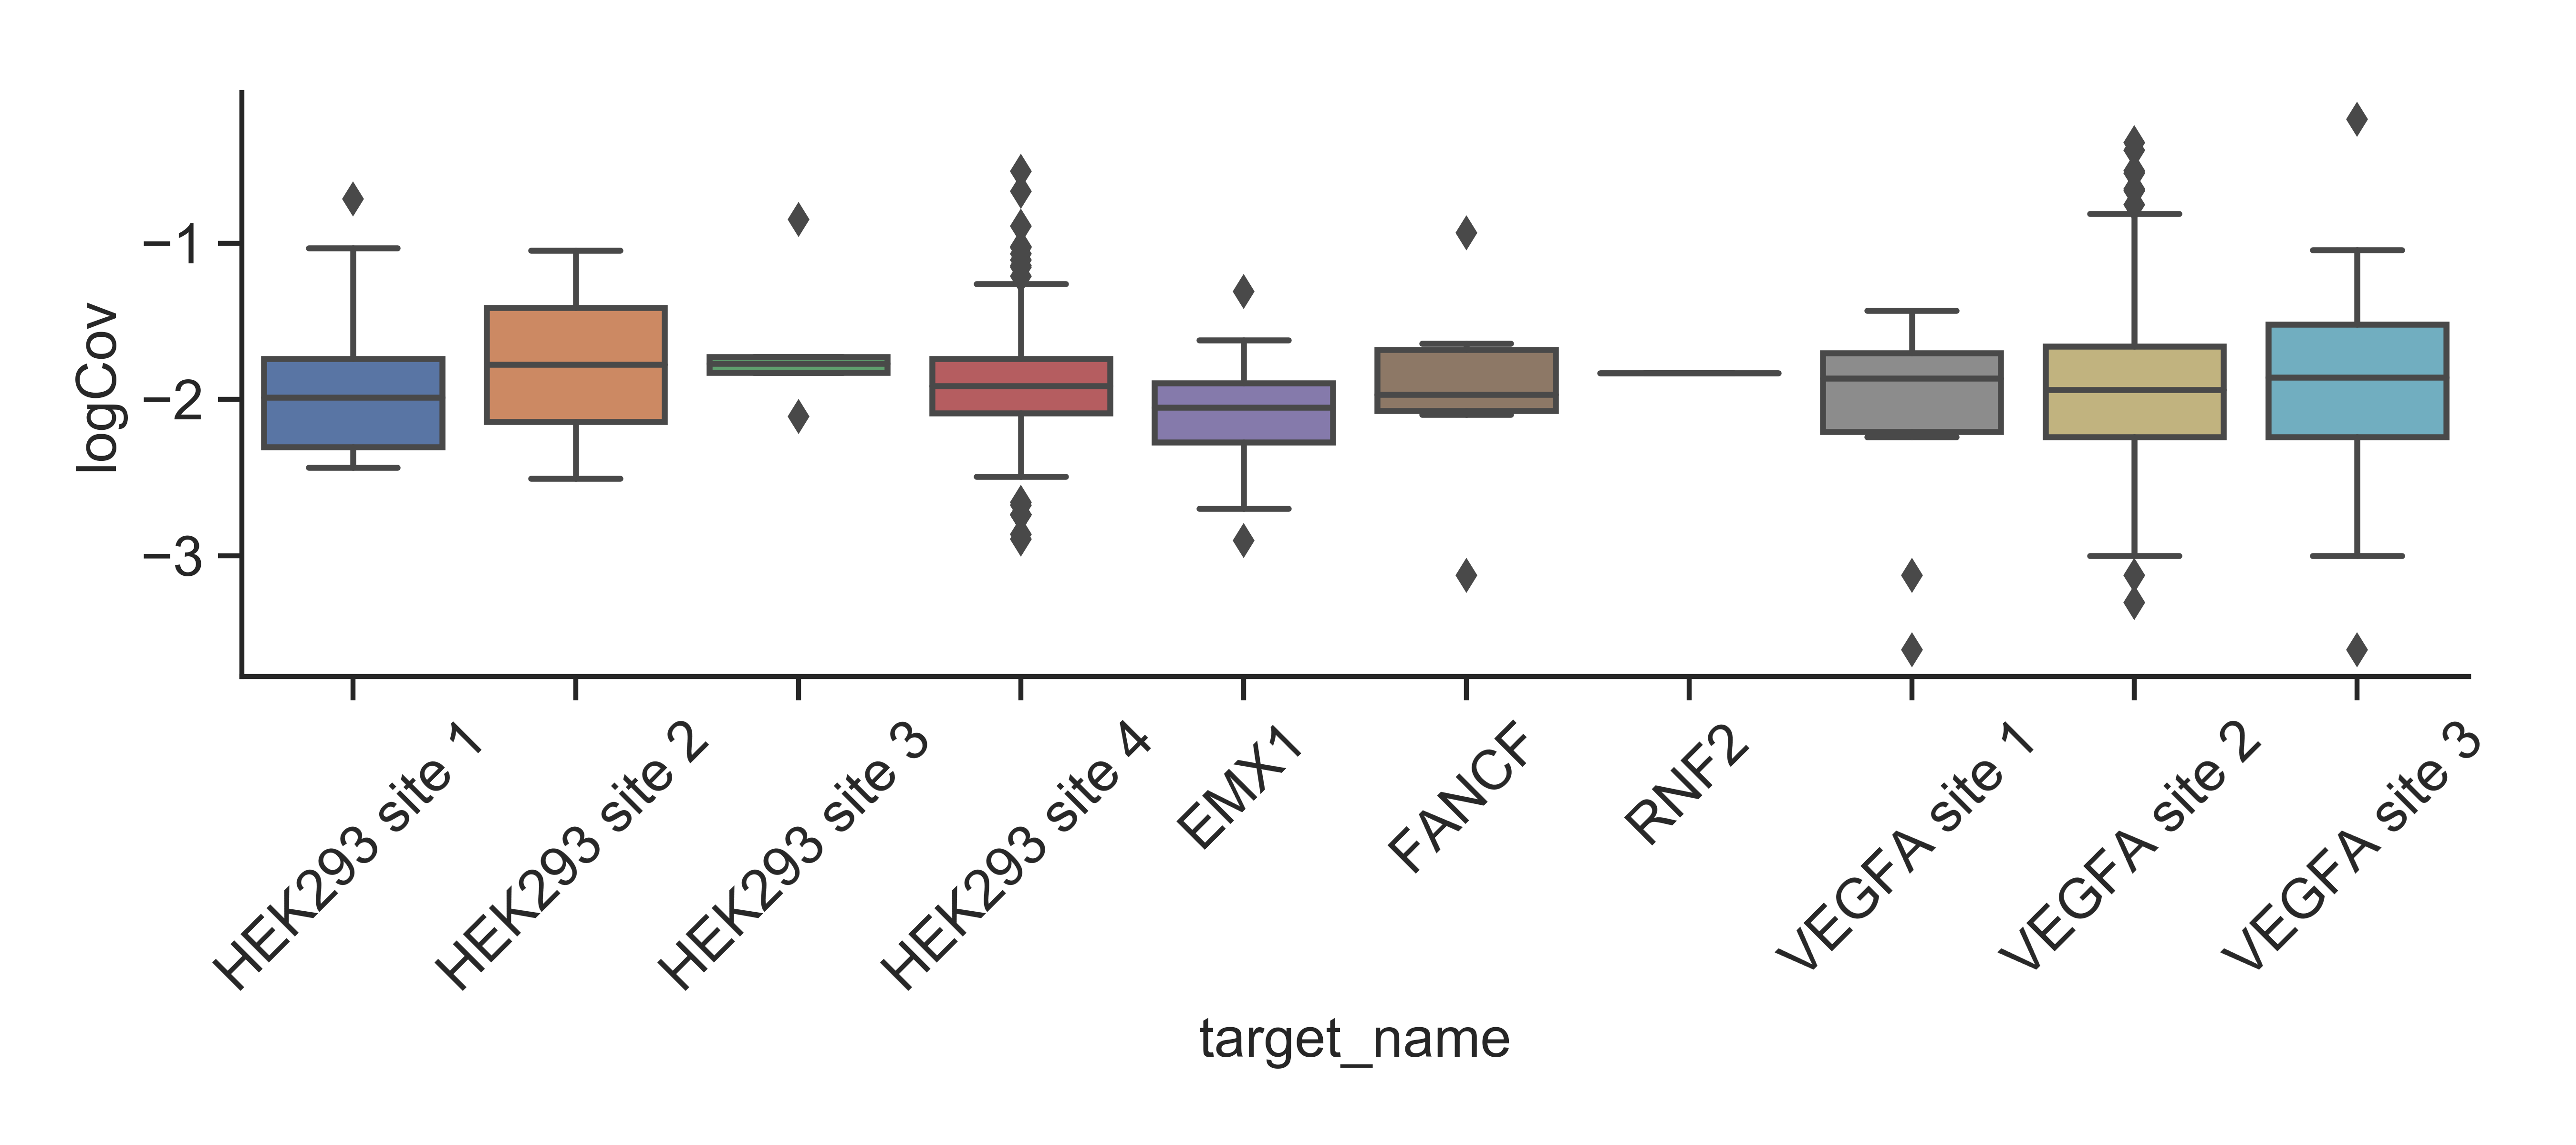 logCov
−1
−2
−3
HEK293 site 1
HEK293 site 2
HEK293 site 3
HEK293 site 4
EMX1
FANCF
RNF2
VEGFA site 1
VEGFA site 2
VEGFA site 3
target_name